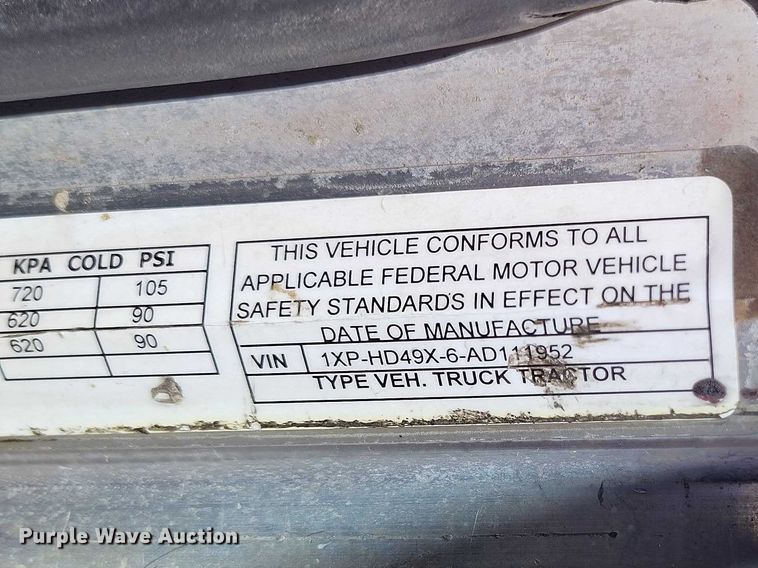 KPA COLD PSI
720 105
620 90
620 90
THIS VEHICLE CONFORMS TO ALL
APPLICABLE FEDERAL MOTOR VEHICLE
SAFETY STANDARDS IN EFFECT ON THE
DATE OF MANUFACTURE
VIN 1XP-HD49X-6-AD111952
TYPE VEH. TRUCK TRACTOR
Purple Wave Auction